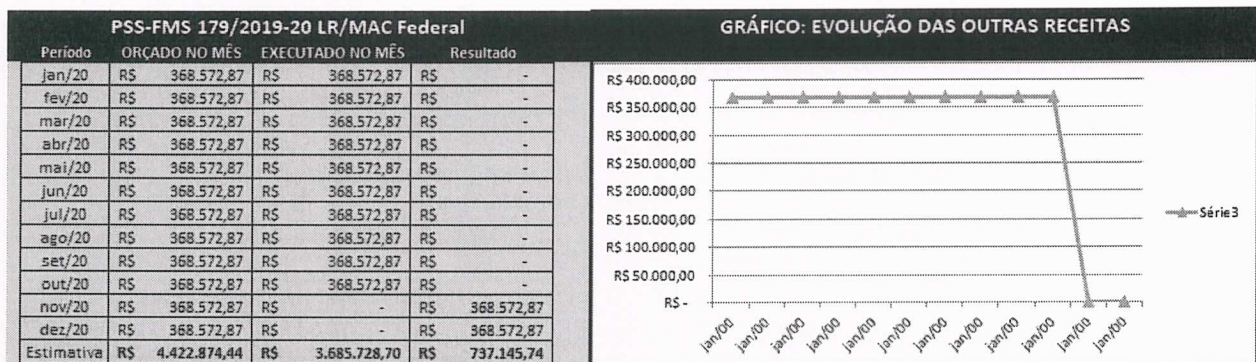 PSS-FMS 179/2019-20 LR/MAC Federal
Período ORÇADO NO MÊS EXECUTADO NO MÊS Resultado
jan/20 R$ 368.572,87 R$ 368.572,87 R$ -
fev/20 R$ 368.572,87 R$ 368.572,87 R$ -
mar/20 R$ 368.572,87 R$ 368.572,87 R$ -
abr/20 R$ 368.572,87 R$ 368.572,87 R$ -
mai/20 R$ 368.572,87 R$ 368.572,87 R$ -
jun/20 R$ 368.572,87 R$ 368.572,87 R$ -
jul/20 R$ 368.572,87 R$ 368.572,87 R$ -
ago/20 R$ 368.572,87 R$ 368.572,87 R$ -
set/20 R$ 368.572,87 R$ 368.572,87 R$ -
out/20 R$ 368.572,87 R$ 368.572,87 R$ -
nov/20 R$ 368.572,87 R$ - R$ 368.572,87
dez/20 R$ 368.572,87 R$ - R$ 368.572,87
Estimativa R$ 4.422.874,44 R$ 3.685.728,70 R$ 737.145,74
GRÁFICO: EVOLUÇÃO DAS OUTRAS RECEITAS
R$ 400.000,00
R$ 350.000,00
R$ 300.000,00
R$ 250.000,00
R$ 200.000,00
R$ 150.000,00
R$ 100.000,00
R$ 50.000,00
R$ -
jan/00 jan/00 jan/00 jan/00 jan/00 jan/00 jan/00 jan/00 jan/00 jan/00 jan/00 jan/00
Série3